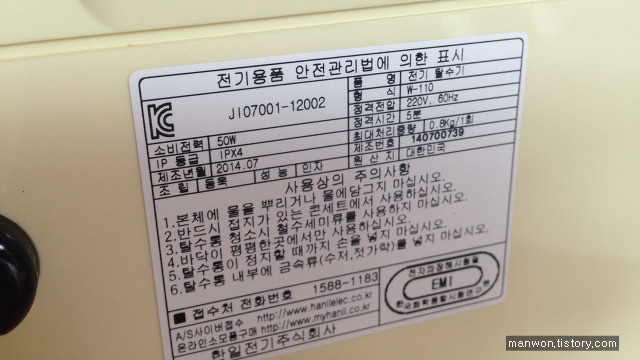 전기용품 안전관리법에 의한 표시
KC JI07001-12002
품 명 전기 탈수기
형 식 W-110
정격전압 220V, 60Hz
정격시간 5분
최대처리중량 0.8Kg/1회
제조번호 140700739
원 산 지 대한민국
소비전력 50W
IP 등급 IPX4
제조년월 2014.07
조 립 동욱 성 능 인자
사용상의 주의사항
1. 본체에 물을 뿌리거나 물에담그지 마십시오.
2. 반드시 접지가 있는 콘세트에서 사용하십시오.
3. 탈수통 청소시 철수세미류를 사용하지 마십시오.
4. 바닥이 평평한곳에서만 사용하십시오.
5. 탈수통이 정지할때까지 손을 넣지 마십시오.
6. 탈수통 내부에 금속류(수저,젓가락)를 넣지 마십시오.
■ 접수처 전화번호 1588-1183
A/S사이버접수 http://www.hanilelec.co.kr
온라인소모품구매 http://www.myhanil.co.kr
한일전기주식회사
전자파장해시험필
EMI
한국화학융합시험연구원
manwon.tistory.com